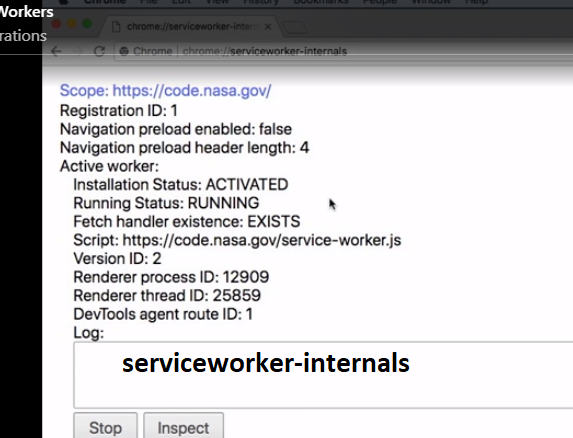 Chrome File Edit View History Bookmarks People Window Help
Workers
chrome://serviceworker-intern
rations
Chrome | chrome://serviceworker-internals
Scope: https://code.nasa.gov/
Registration ID: 1
Navigation preload enabled: false
Navigation preload header length: 4
Active worker:
Installation Status: ACTIVATED
Running Status: RUNNING
Fetch handler existence: EXISTS
Script: https://code.nasa.gov/service-worker.js
Version ID: 2
Renderer process ID: 12909
Renderer thread ID: 25859
DevTools agent route ID: 1
Log:
serviceworker-internals
Stop Inspect